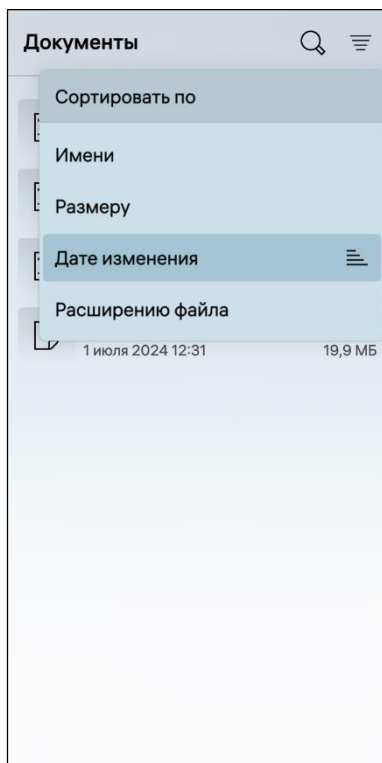 Документы
Сортировать по
Имени
Размеру
Дате изменения
Расширению файла
1 июля 2024 12:31 19,9 МБ